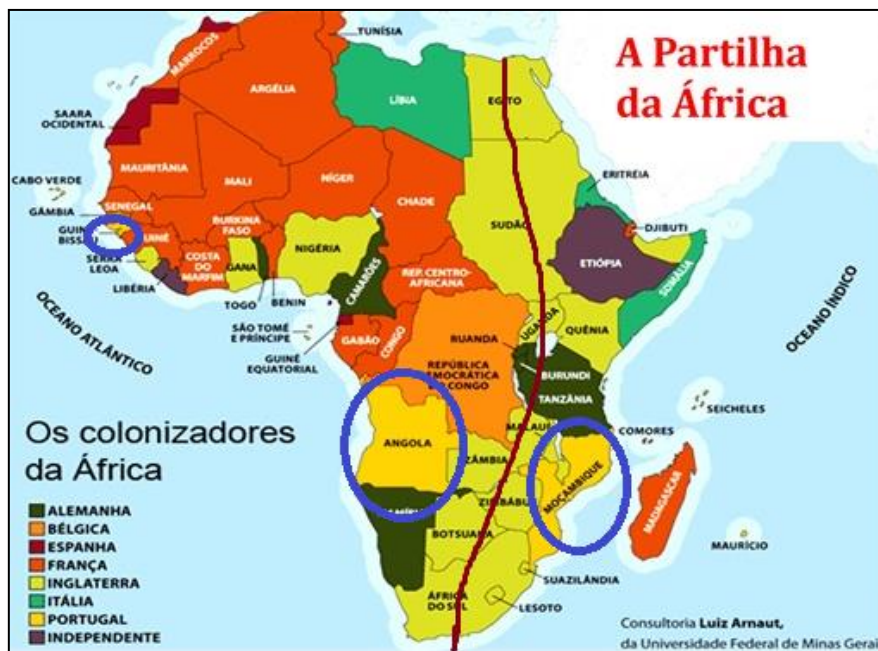 A Partilha
da África
TUNÍSIA
MARROCOS
ARGÉLIA
LÍBIA
EGITO
SAARA
OCIDENTAL
MAURITÂNIA
MALI
NÍGER
CHADE
SUDÃO
ERITRÉIA
CABO VERDE
SENEGAL
GÂMBIA
BURKINA
FASO
DJIBUTI
BISSAU
NIGÉRIA
SERRA
LEOA
COSTA
DO
MARFIM
GANA
CAMARÕES
REP. CENTRO-
AFRICANA
ETIÓPIA
SOMÁLIA
LIBÉRIA
TOGO
BENIN
OCEANO ATLÂNTICO
OCEANO ÍNDICO
SÃO TOMÉ
E PRÍNCIPE
GUINÉ
EQUATORIAL
GABÃO
CONGO
RUANDA
UGANDA
QUÊNIA
REPÚBLICA
DO CONGO
BURUNDI
TANZÂNIA
SEICHELES
COMORES
ANGOLA
ZÂMBIA
MOÇAMBIQUE
MADAGASCAR
MAURÍCIO
BOTSUANA
SUAZILÂNDIA
ÁFRICA
DO SUL
LESOTO
Os colonizadores
da África
ALEMANHA
BÉLGICA
ESPANHA
FRANÇA
INGLATERRA
ITÁLIA
PORTUGAL
INDEPENDENTE
Consultoria Luiz Arnaut,
da Universidade Federal de Minas Gerai